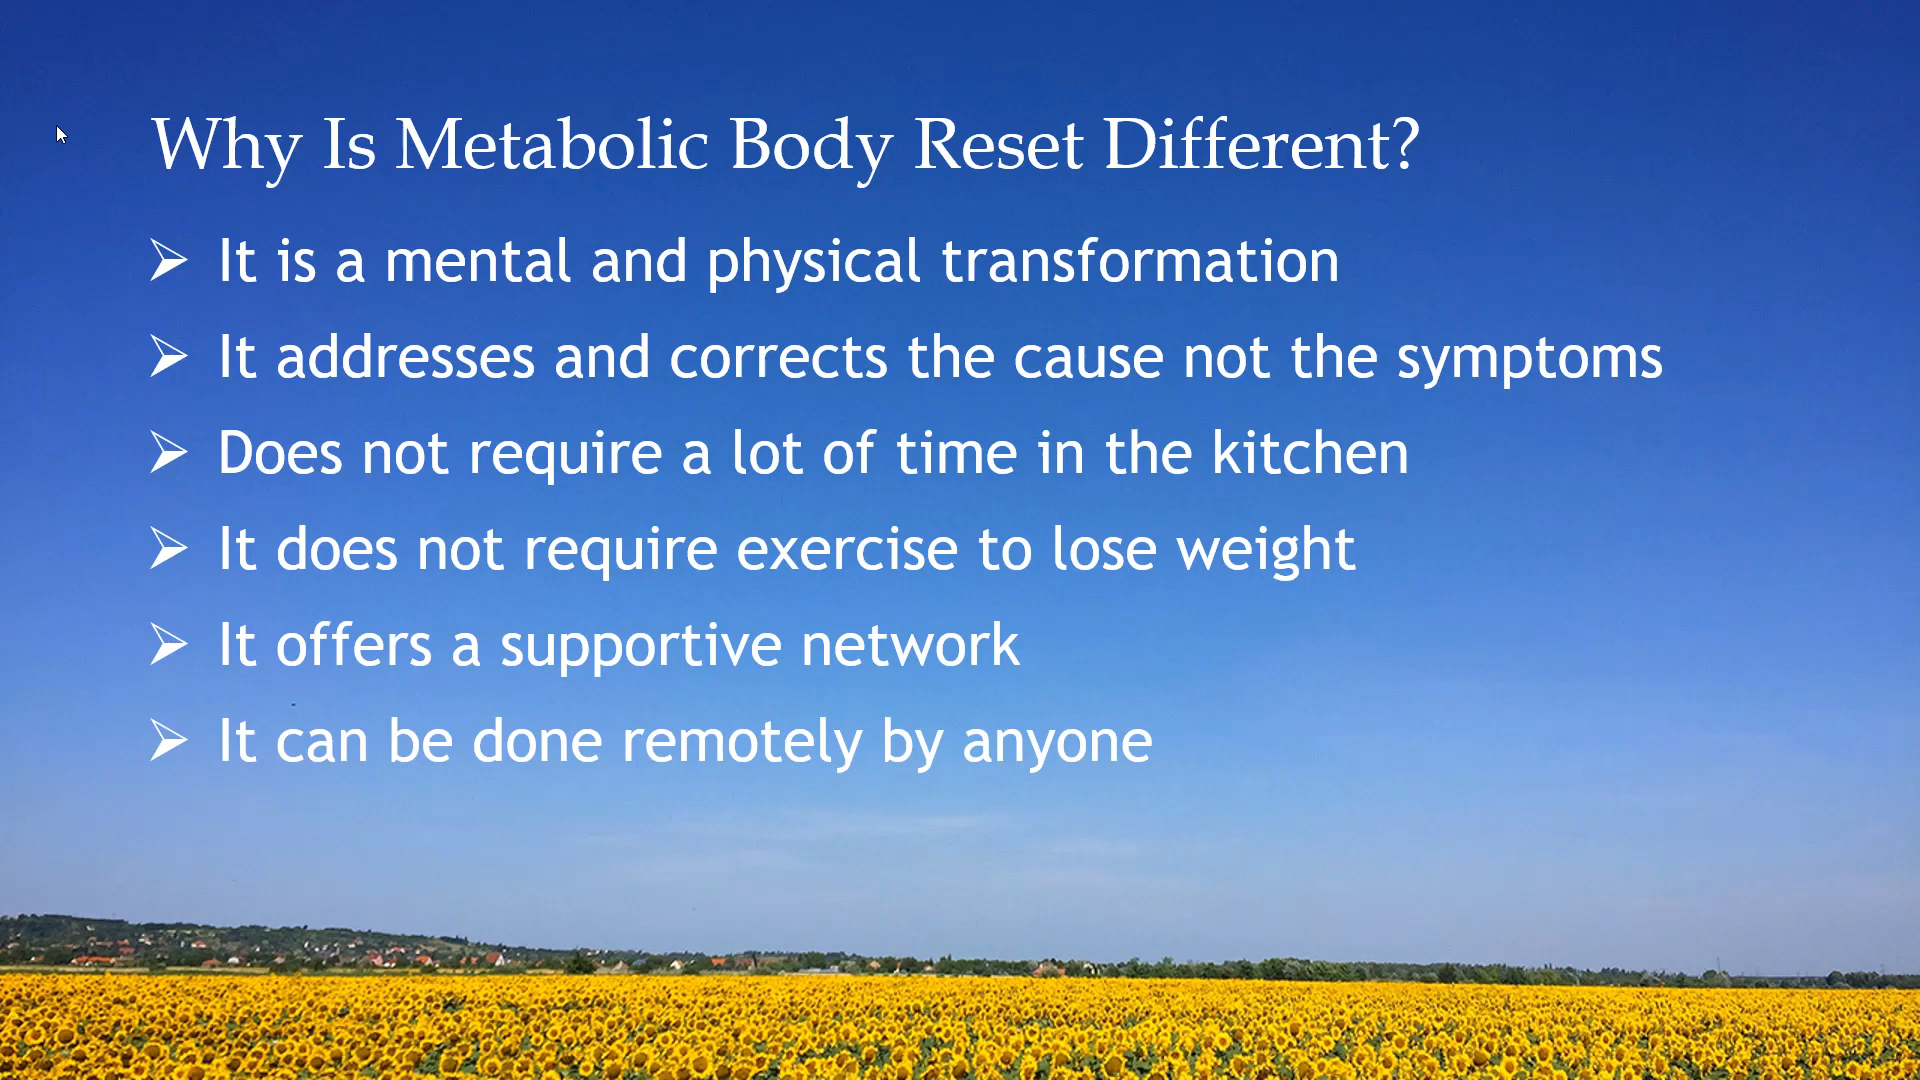 Why Is Metabolic Body Reset Different?
➢ It is a mental and physical transformation
➢ It addresses and corrects the cause not the symptoms
➢ Does not require a lot of time in the kitchen
➢ It does not require exercise to lose weight
➢ It offers a supportive network
➢ It can be done remotely by anyone